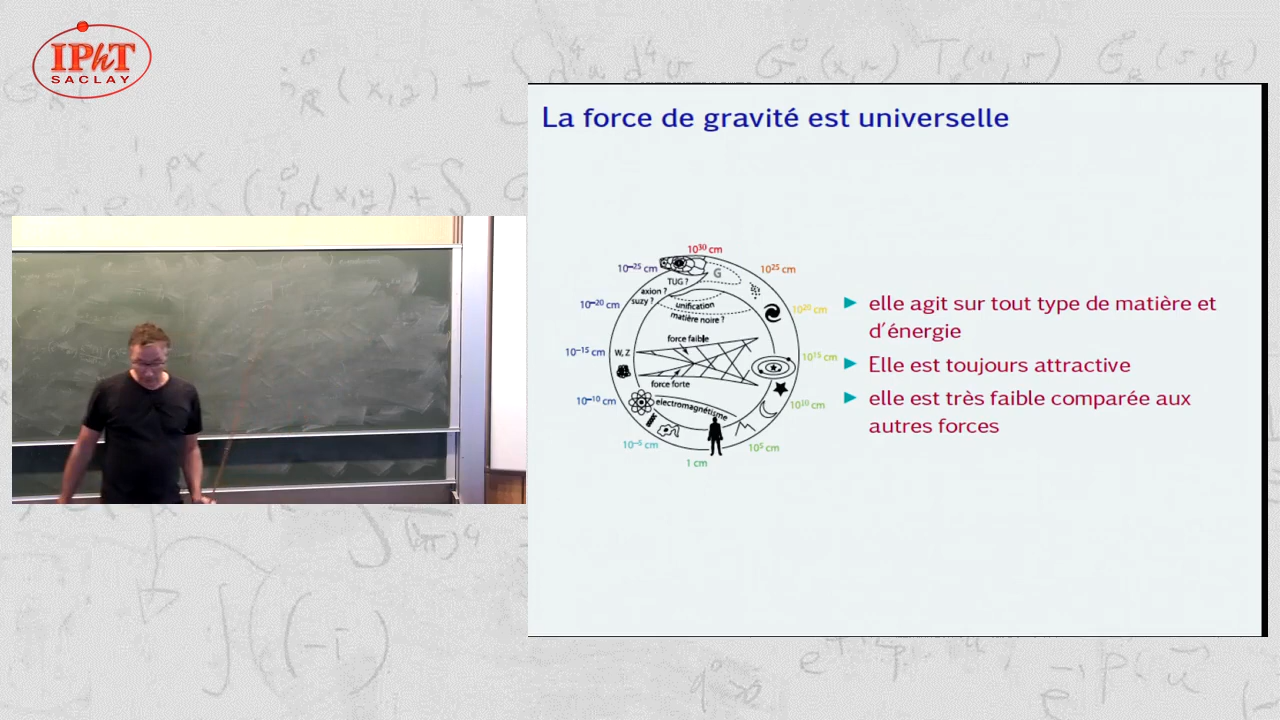 IPhT
SACLAY
La force de gravité est universelle
10³⁰ cm
10⁻²⁵ cm
10²⁵ cm
TUG ?
G
axion ?
suzy ?
10⁻²⁰ cm
10²⁰ cm
unification
matière noire ?
force faible
10⁻¹⁵ cm
W, Z
10¹⁵ cm
force forte
10⁻¹⁰ cm
electromagnétisme
10¹⁰ cm
10⁻⁵ cm
10⁵ cm
1 cm
elle agit sur tout type de matière et
d'énergie
Elle est toujours attractive
elle est très faible comparée aux
autres forces